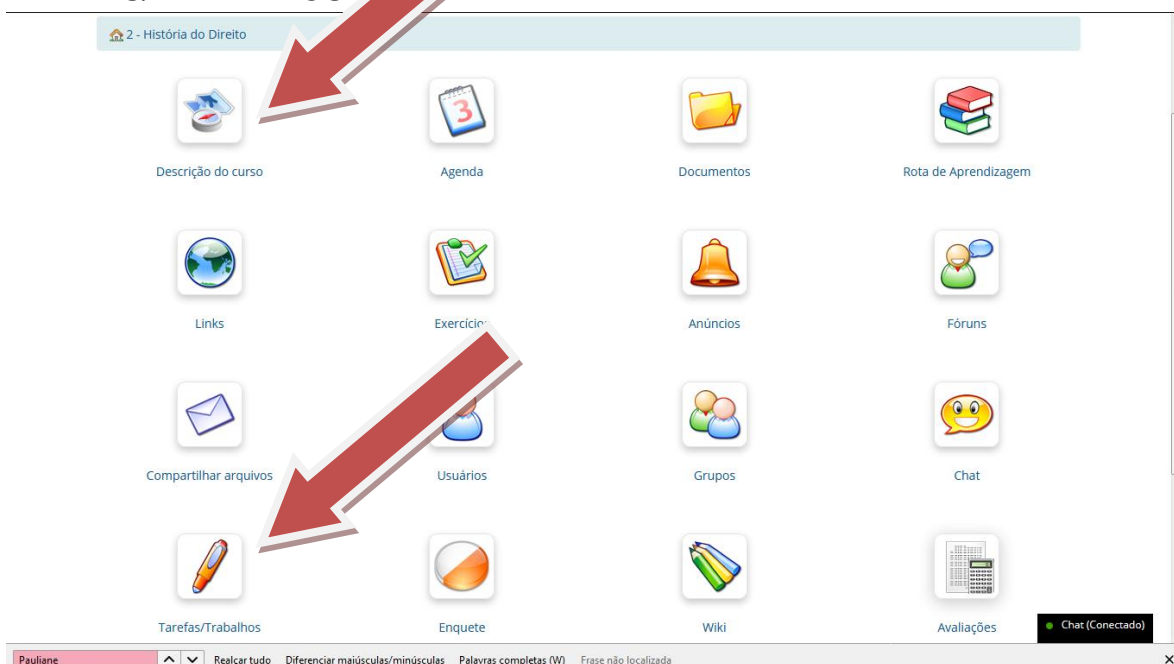 2 - História do Direito
3
Descrição do curso Agenda Documentos Rota de Aprendizagem
Links Exercícios Anúncios Fóruns
Compartilhar arquivos Usuários Grupos Chat
Tarefas/Trabalhos Enquete Wiki Avaliações
Chat (Conectado)
Pauliane Realçar tudo Diferenciar maiúsculas/minúsculas Palavras completas (W) Frase não localizada